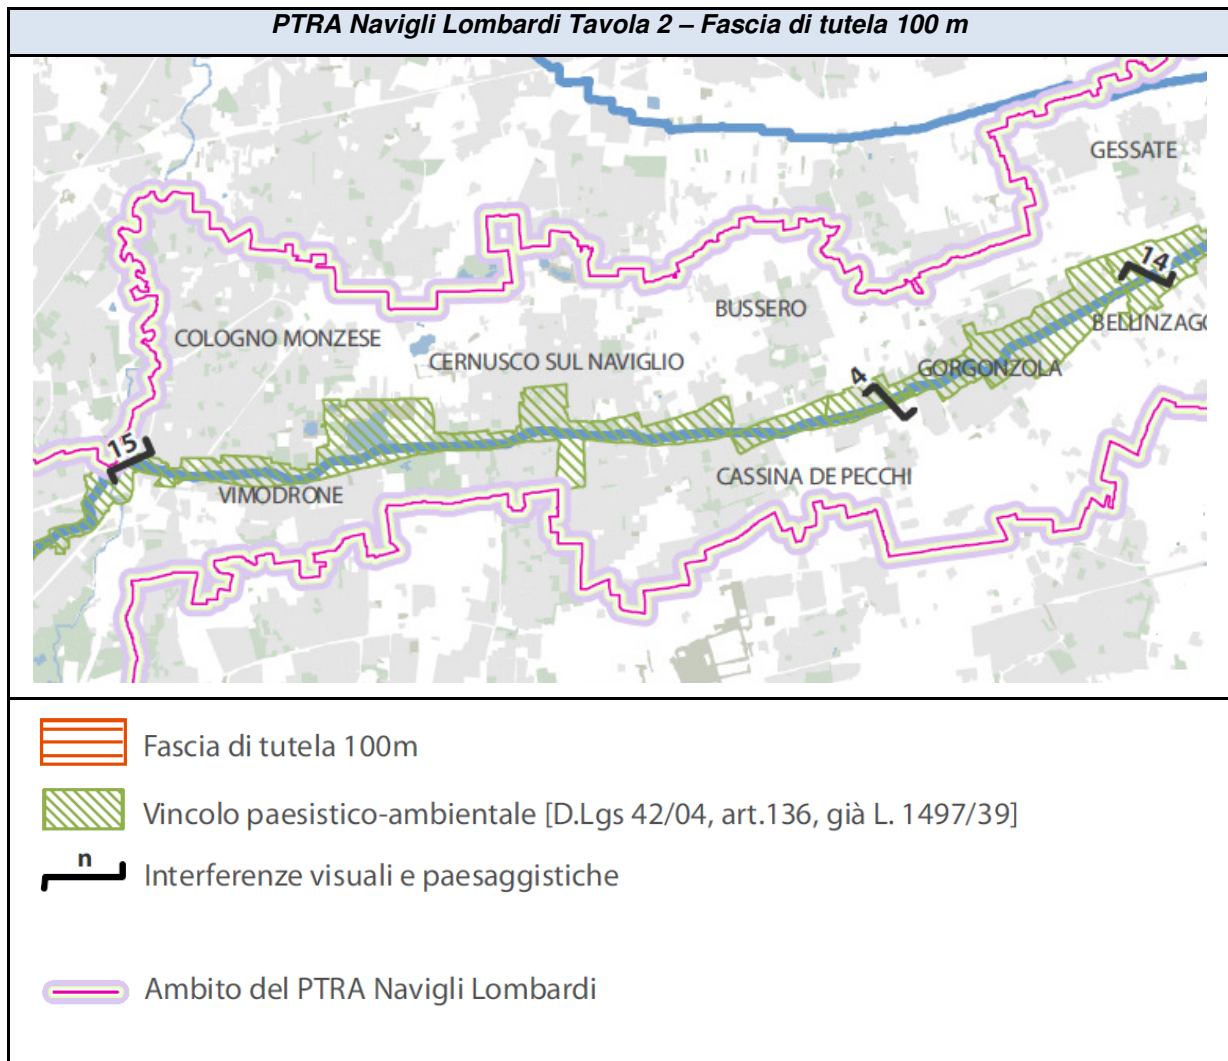 PTRA Navigli Lombardi Tavola 2 – Fascia di tutela 100 m
GESSATE
14
BUSSERO
BELLINZAGO
COLOGNO MONZESE
CERNUSCO SUL NAVIGLIO
GORGONZOLA
4
15
CASSINA DE PECCHI
VIMODRONE
Fascia di tutela 100m
Vincolo paesistico-ambientale [D.Lgs 42/04, art.136, già L. 1497/39]
n
Interferenze visuali e paesaggistiche
Ambito del PTRA Navigli Lombardi